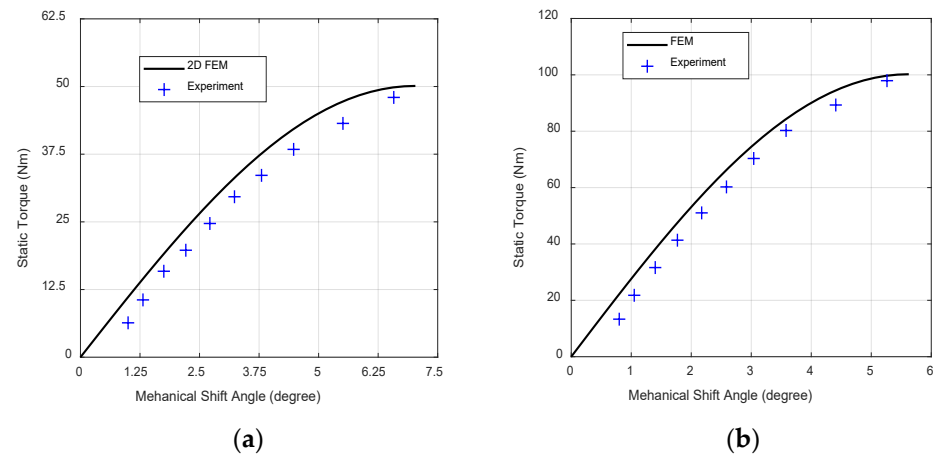 62.5
50
37.5
25
12.5
0
Static Torque (Nm)
2D FEM
Experiment
0 1.25 2.5 3.75 5 6.25 7.5
Mehanical Shift Angle (degree)
(a)
120
100
80
60
40
20
0
Static Torque (Nm)
FEM
Experiment
0 1 2 3 4 5 6
Mehanical Shift Angle (degree)
(b)